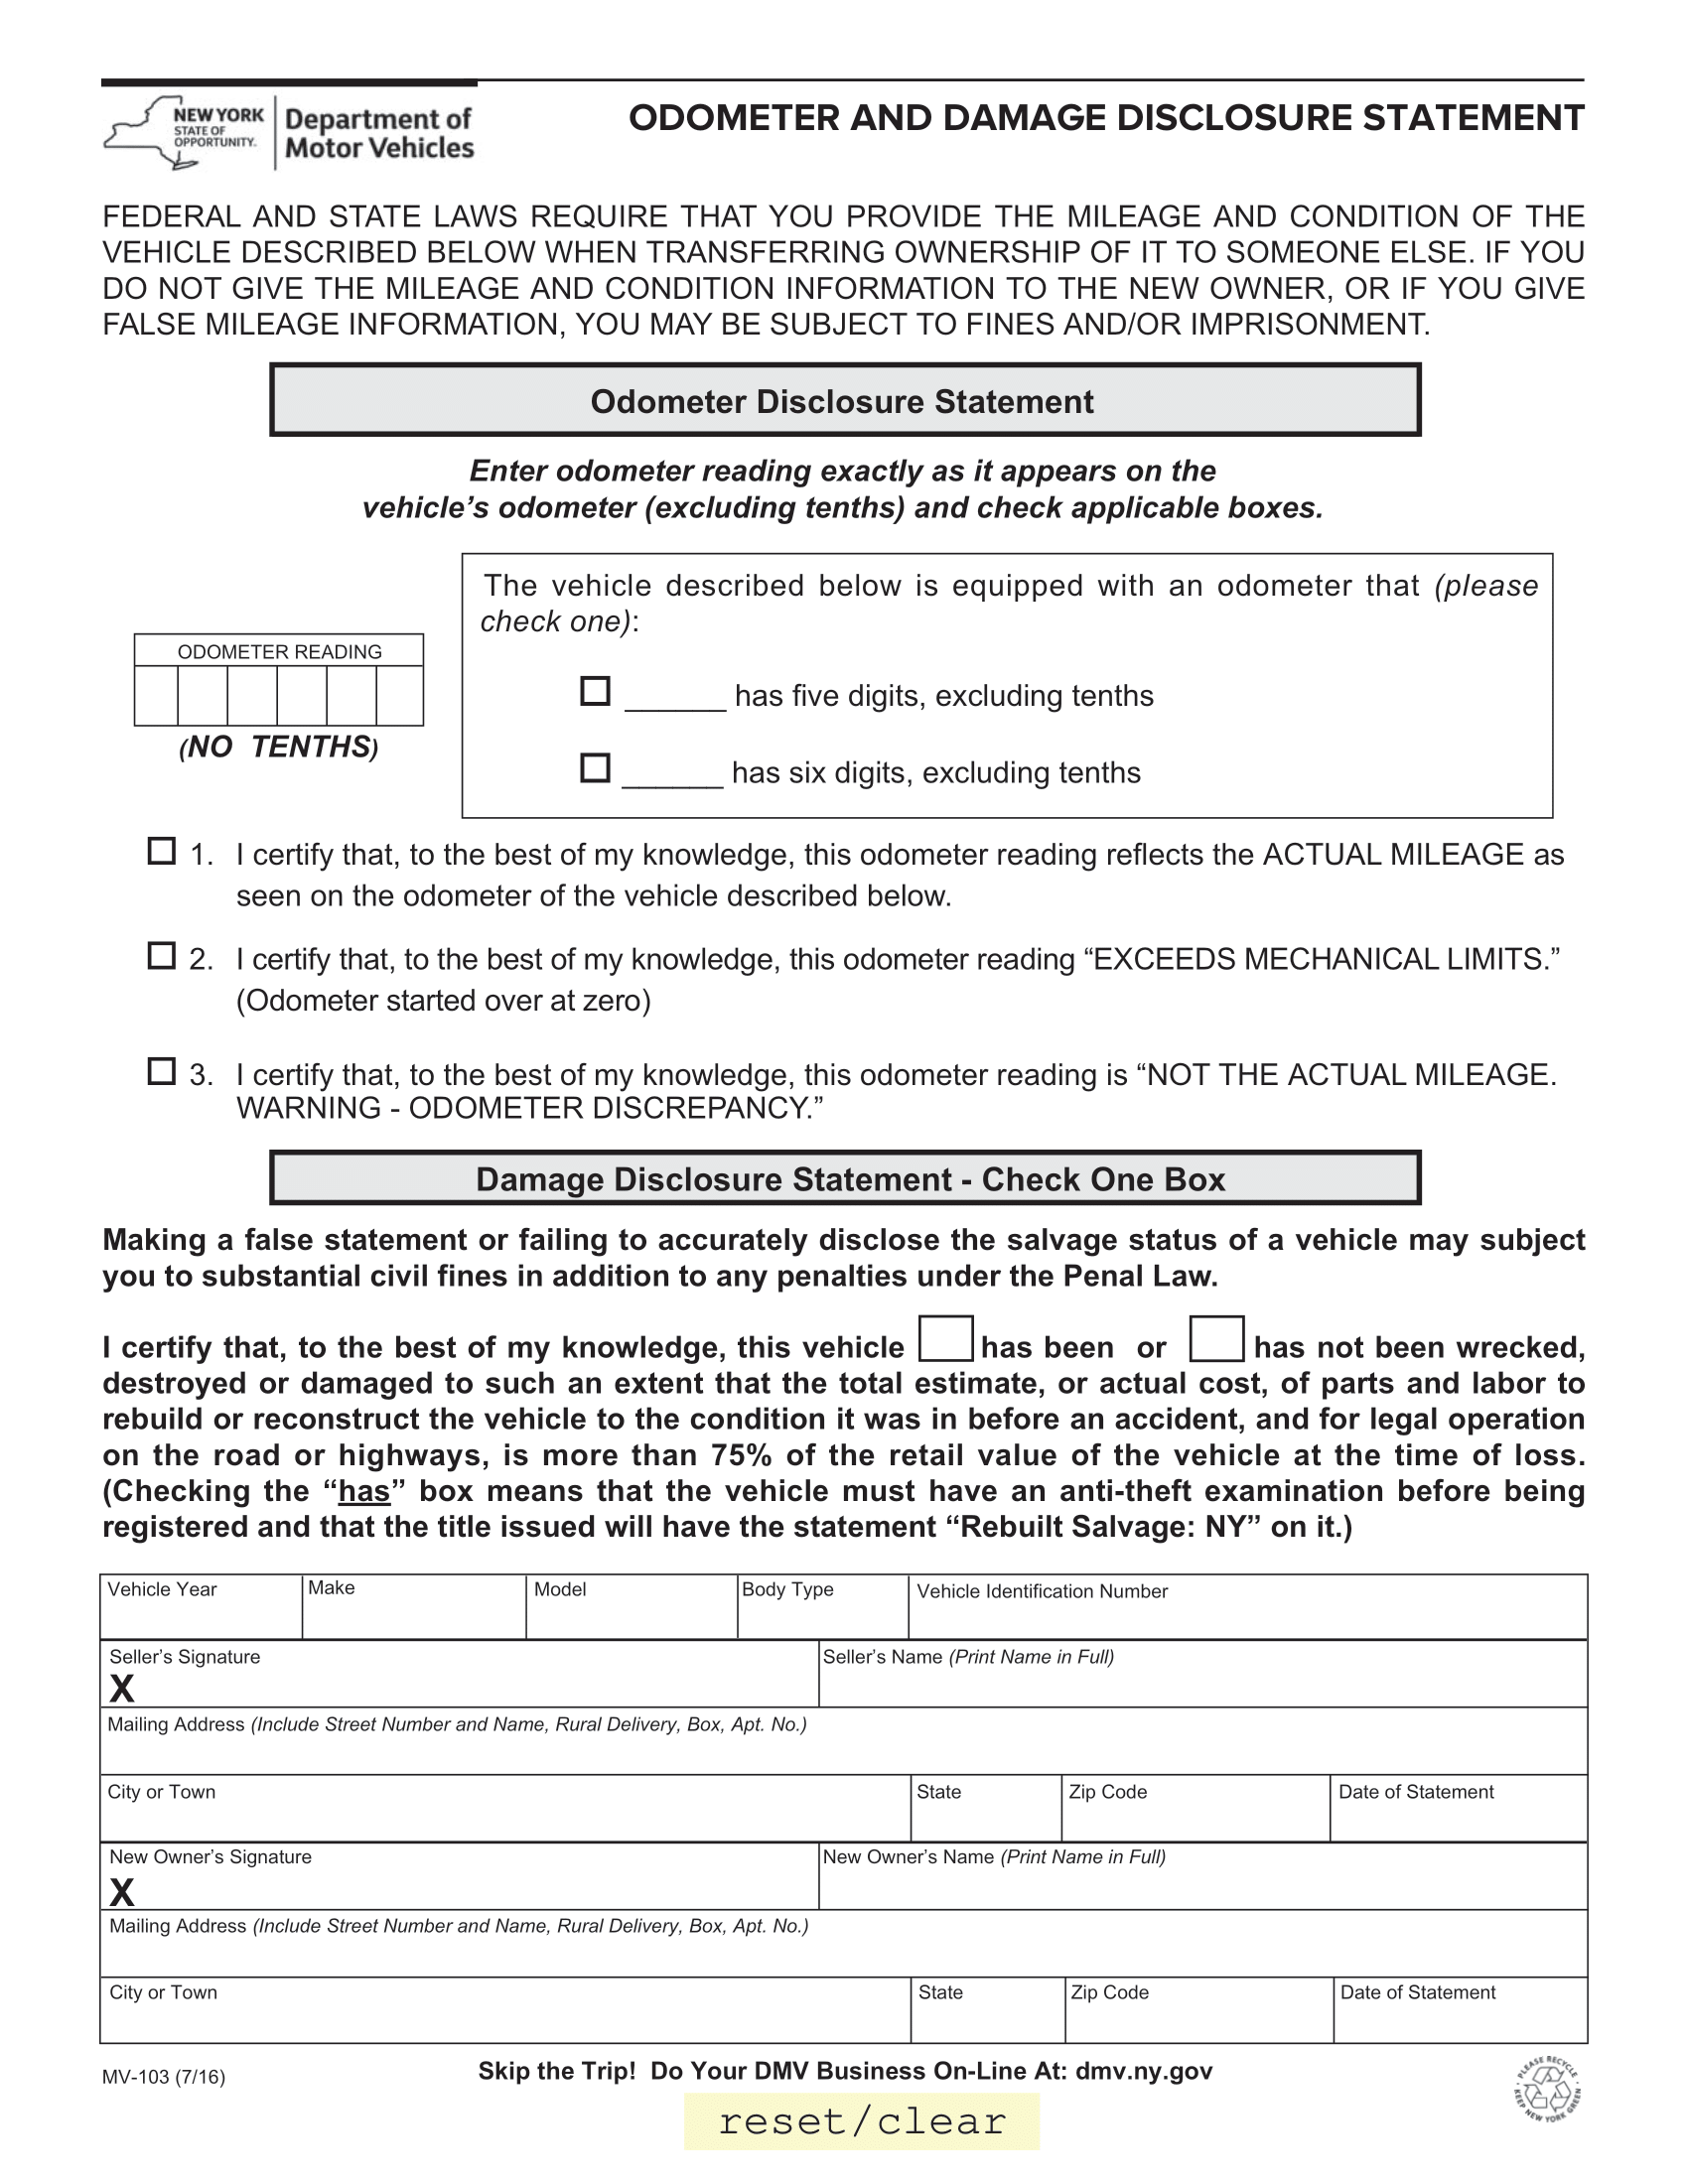 NEW YORK
STATE OF
OPPORTUNITY.
Department of
Motor Vehicles
ODOMETER AND DAMAGE DISCLOSURE STATEMENT
FEDERAL AND STATE LAWS REQUIRE THAT YOU PROVIDE THE MILEAGE AND CONDITION OF THE
VEHICLE DESCRIBED BELOW WHEN TRANSFERRING OWNERSHIP OF IT TO SOMEONE ELSE. IF YOU
DO NOT GIVE THE MILEAGE AND CONDITION INFORMATION TO THE NEW OWNER, OR IF YOU GIVE
FALSE MILEAGE INFORMATION, YOU MAY BE SUBJECT TO FINES AND/OR IMPRISONMENT.
Odometer Disclosure Statement
Enter odometer reading exactly as it appears on the
vehicle’s odometer (excluding tenths) and check applicable boxes.
ODOMETER READING
(NO TENTHS)
The vehicle described below is equipped with an odometer that (please
check one):
______ has five digits, excluding tenths
______ has six digits, excluding tenths
1. I certify that, to the best of my knowledge, this odometer reading reflects the ACTUAL MILEAGE as
seen on the odometer of the vehicle described below.
2. I certify that, to the best of my knowledge, this odometer reading “EXCEEDS MECHANICAL LIMITS.”
(Odometer started over at zero)
3. I certify that, to the best of my knowledge, this odometer reading is “NOT THE ACTUAL MILEAGE.
WARNING - ODOMETER DISCREPANCY.”
Damage Disclosure Statement - Check One Box
Making a false statement or failing to accurately disclose the salvage status of a vehicle may subject
you to substantial civil fines in addition to any penalties under the Penal Law.
I certify that, to the best of my knowledge, this vehicle has been or has not been wrecked,
destroyed or damaged to such an extent that the total estimate, or actual cost, of parts and labor to
rebuild or reconstruct the vehicle to the condition it was in before an accident, and for legal operation
on the road or highways, is more than 75% of the retail value of the vehicle at the time of loss.
(Checking the “has” box means that the vehicle must have an anti-theft examination before being
registered and that the title issued will have the statement “Rebuilt Salvage: NY” on it.)
Vehicle Year Make Model Body Type Vehicle Identification Number
Seller’s Signature Seller’s Name (Print Name in Full)
X
Mailing Address (Include Street Number and Name, Rural Delivery, Box, Apt. No.)
City or Town State Zip Code Date of Statement
New Owner’s Signature New Owner’s Name (Print Name in Full)
X
Mailing Address (Include Street Number and Name, Rural Delivery, Box, Apt. No.)
City or Town State Zip Code Date of Statement
MV-103 (7/16)
Skip the Trip! Do Your DMV Business On-Line At: dmv.ny.gov
PLEASE RECYCLE
KEEP NEW YORK GREEN
reset/clear